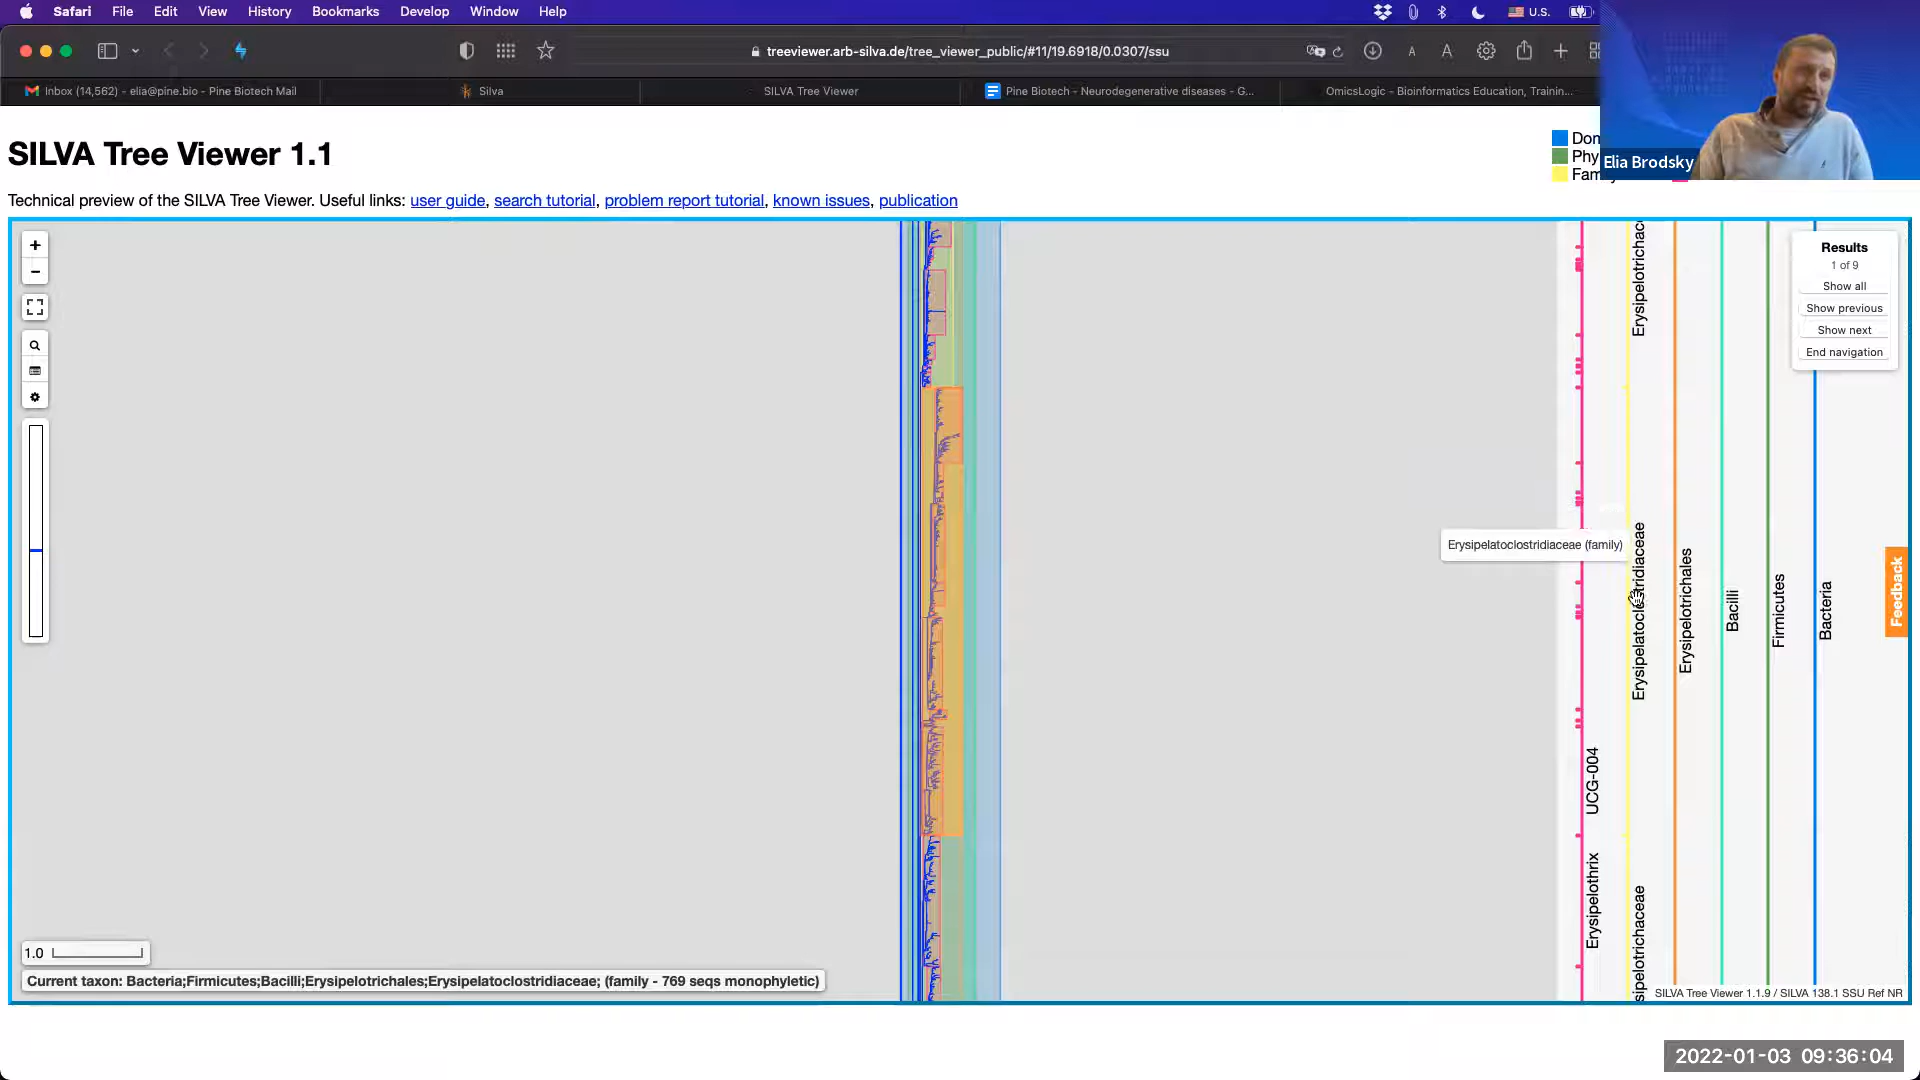 Safari File Edit View History Bookmarks Develop Window Help U.S.
treeviewer.arb-silva.de/tree_viewer_public/#11/19.6918/0.0307/ssu A A
Inbox (14,562) - elia@pine.bio - Pine Biotech Mail Silva SILVA Tree Viewer Pine Biotech - Neurodegenerative diseases - G... OmicsLogic - Bioinformatics Education, Trainin...
Elia Brodsky
SILVA Tree Viewer 1.1
Technical preview of the SILVA Tree Viewer. Useful links: user guide, search tutorial, problem report tutorial, known issues, publication
+
−
Results
1 of 9
Show all
Show previous
Show next
End navigation
Erysipelatoclostridiaceae (family)
UCG-004
Erysipelothrix
Erysipelatoclostridiaceae
Erysipelotrichales
Bacilli
Firmicutes
Bacteria
Feedback
1.0
Current taxon: Bacteria;Firmicutes;Bacilli;Erysipelotrichales;Erysipelatoclostridiaceae; (family - 769 seqs monophyletic)
SILVA Tree Viewer 1.1.9 / SILVA 138.1 SSU Ref NR
2022-01-03 09:36:04